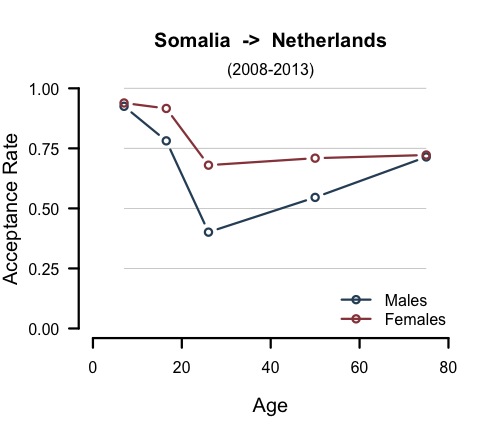 Somalia -> Netherlands
(2008-2013)
1.00
0.75
0.50
0.25
0.00
Acceptance Rate
Males
Females
0 20 40 60 80
Age